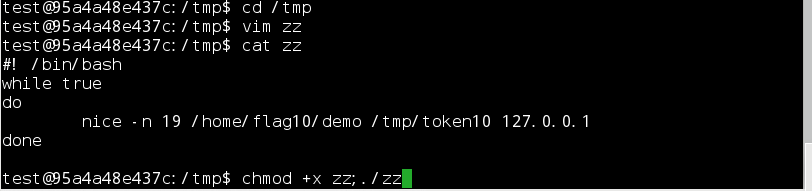 test@95a4a48e437c:/tmp$ cd /tmp
test@95a4a48e437c:/tmp$ vim zz
test@95a4a48e437c:/tmp$ cat zz
#! /bin/bash
while true
do
        nice -n 19 /home/flag10/demo /tmp/token10 127.0.0.1
done

test@95a4a48e437c:/tmp$ chmod +x zz;./zz